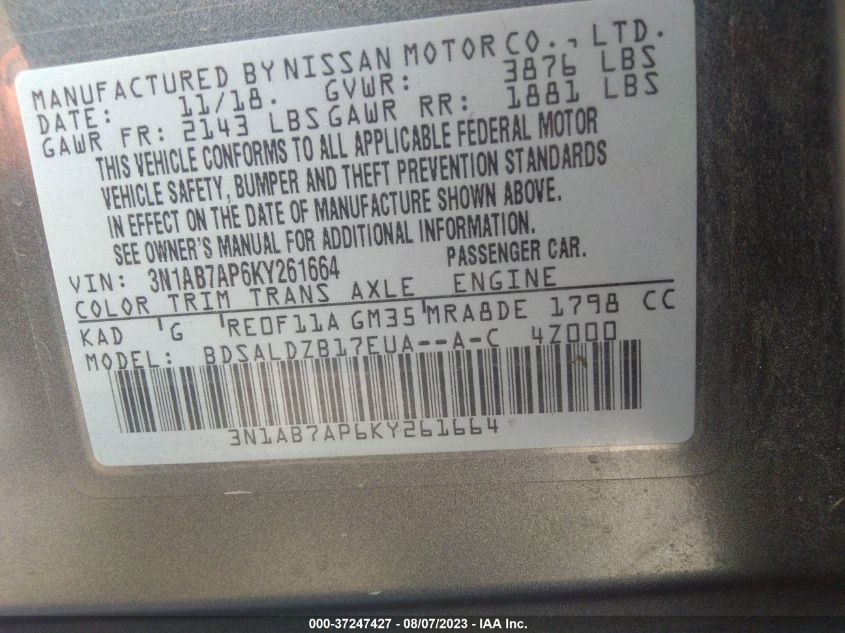 MANUFACTURED BY NISSAN MOTOR CO., LTD.
DATE: 11/18. GVWR: 3876 LBS
GAWR FR: 2143 LBS GAWR RR: 1881 LBS
THIS VEHICLE CONFORMS TO ALL APPLICABLE FEDERAL MOTOR
VEHICLE SAFETY, BUMPER AND THEFT PREVENTION STANDARDS
IN EFFECT ON THE DATE OF MANUFACTURE SHOWN ABOVE.
SEE OWNER'S MANUAL FOR ADDITIONAL INFORMATION.
VIN: 3N1AB7AP6KY261664 PASSENGER CAR.
COLOR TRIM TRANS AXLE ENGINE
KAD G RE0F11A GM35 MRA8DE 1798 CC
MODEL: BDSALDZB17EUA--A-C 4Z000
3N1AB7AP6KY261664
000-37247427 - 08/07/2023 - IAA Inc.